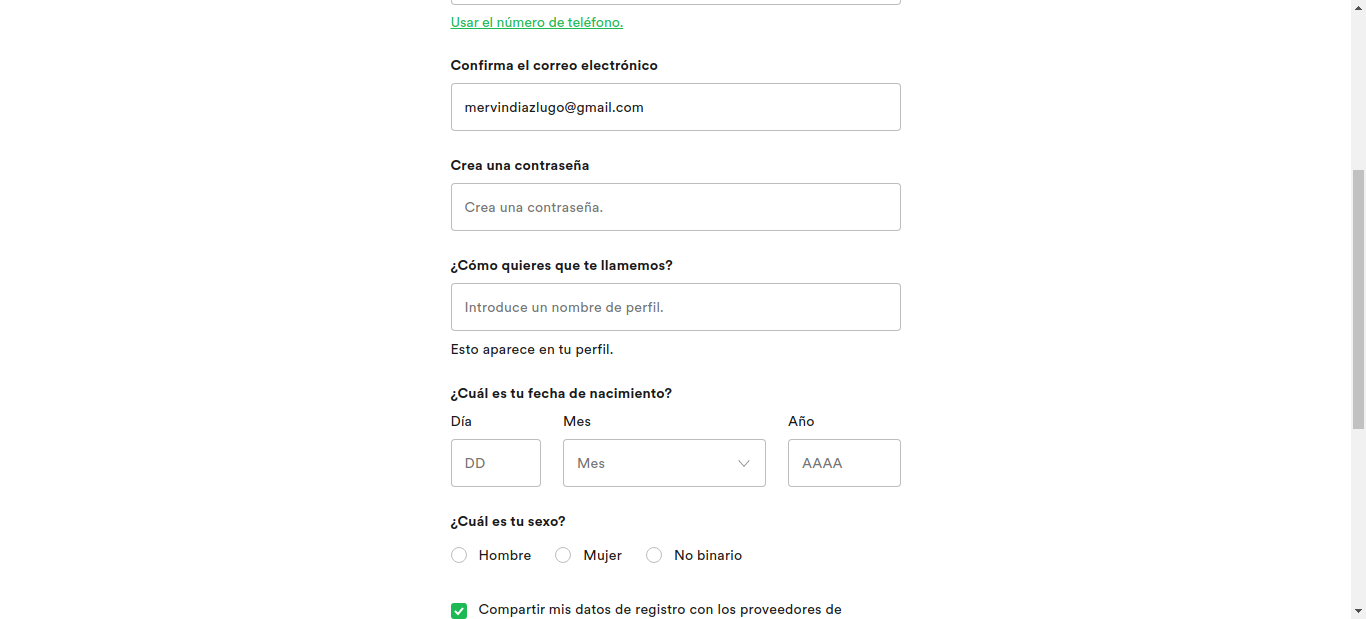 Usar el número de teléfono.
Confirma el correo electrónico
mervindiazlugo@gmail.com
Crea una contraseña
Crea una contraseña.
¿Cómo quieres que te llamemos?
Introduce un nombre de perfil.
Esto aparece en tu perfil.
¿Cuál es tu fecha de nacimiento?
Día Mes Año
DD Mes AAAA
¿Cuál es tu sexo?
Hombre Mujer No binario
Compartir mis datos de registro con los proveedores de